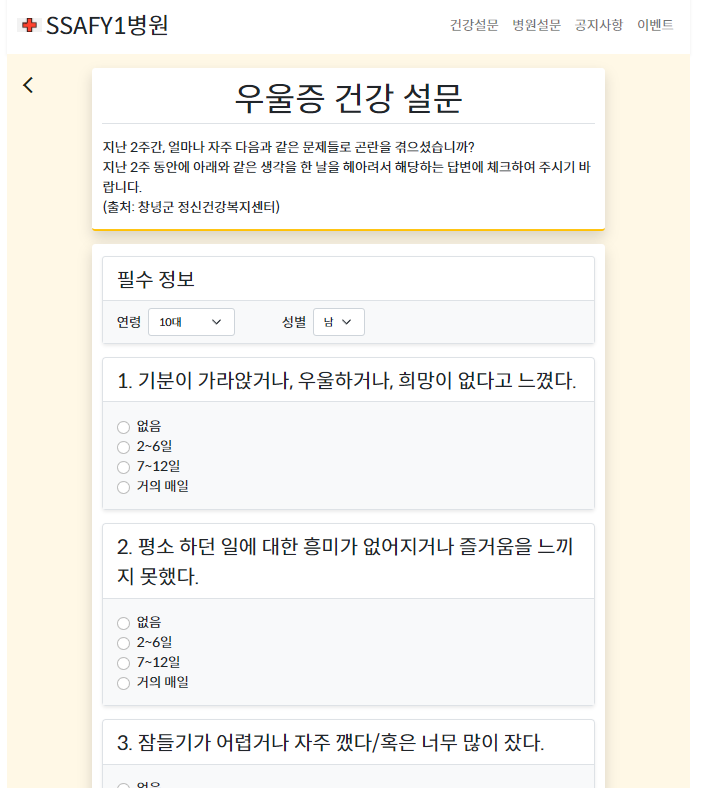 SSAFY1병원
건강설문 병원설문 공지사항 이벤트
우울증 건강 설문
지난 2주간, 얼마나 자주 다음과 같은 문제들로 곤란을 겪으셨습니까?
지난 2주 동안에 아래와 같은 생각을 한 날을 헤아려서 해당하는 답변에 체크하여 주시기 바
랍니다.
(출처: 창녕군 정신건강복지센터)
필수 정보
연령 10대 성별 남
1. 기분이 가라앉거나, 우울하거나, 희망이 없다고 느꼈다.
없음
2~6일
7~12일
거의 매일
2. 평소 하던 일에 대한 흥미가 없어지거나 즐거움을 느끼
지 못했다.
없음
2~6일
7~12일
거의 매일
3. 잠들기가 어렵거나 자주 깼다/혹은 너무 많이 잤다.
없음